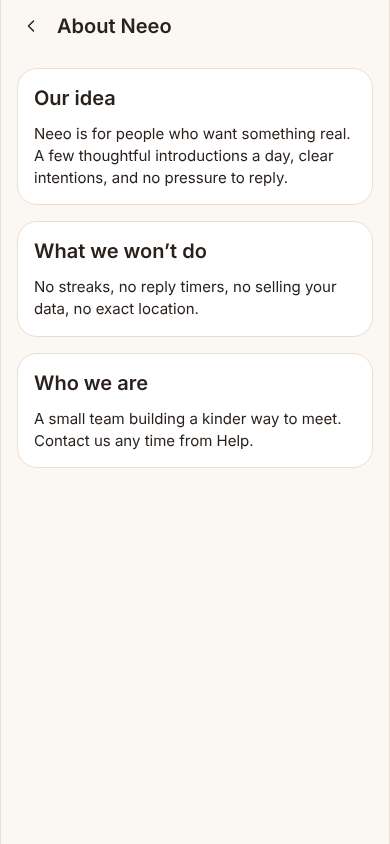 About Neeo
Our idea
Neeo is for people who want something real.
A few thoughtful introductions a day, clear
intentions, and no pressure to reply.
What we won’t do
No streaks, no reply timers, no selling your
data, no exact location.
Who we are
A small team building a kinder way to meet.
Contact us any time from Help.